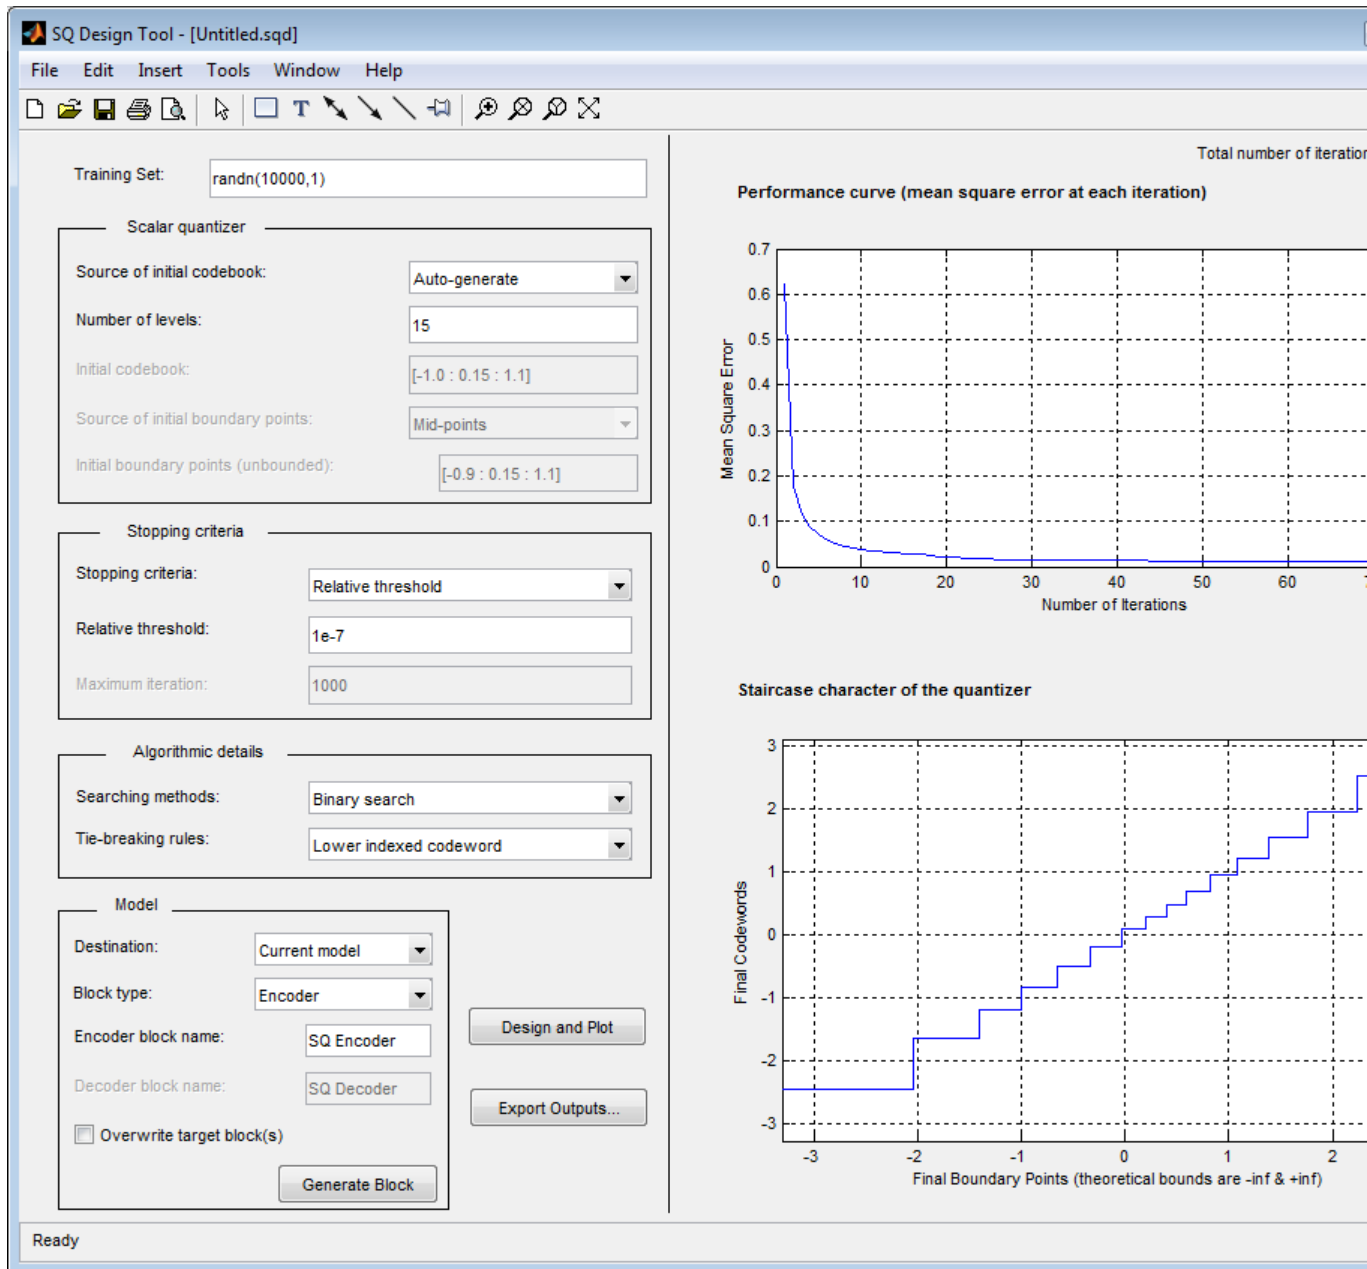 SQ Design Tool - [Untitled.sqd]
File Edit Insert Tools Window Help
T
Training Set: randn(10000,1)
Scalar quantizer
Source of initial codebook: Auto-generate
Number of levels: 15
Initial codebook: [-1.0 : 0.15 : 1.1]
Source of initial boundary points: Mid-points
Initial boundary points (unbounded): [-0.9 : 0.15 : 1.1]
Stopping criteria
Stopping criteria: Relative threshold
Relative threshold: 1e-7
Maximum iteration: 1000
Algorithmic details
Searching methods: Binary search
Tie-breaking rules: Lower indexed codeword
Model
Destination: Current model
Block type: Encoder
Encoder block name: SQ Encoder
Decoder block name: SQ Decoder
Overwrite target block(s)
Generate Block
Design and Plot
Export Outputs...
Total number of iteration
Performance curve (mean square error at each iteration)
Mean Square Error
0.7
0.6
0.5
0.4
0.3
0.2
0.1
0
0 10 20 30 40 50 60 7
Number of Iterations
Staircase character of the quantizer
Final Codewords
3
2
1
0
-1
-2
-3
-3 -2 -1 0 1 2
Final Boundary Points (theoretical bounds are -inf & +inf)
Ready